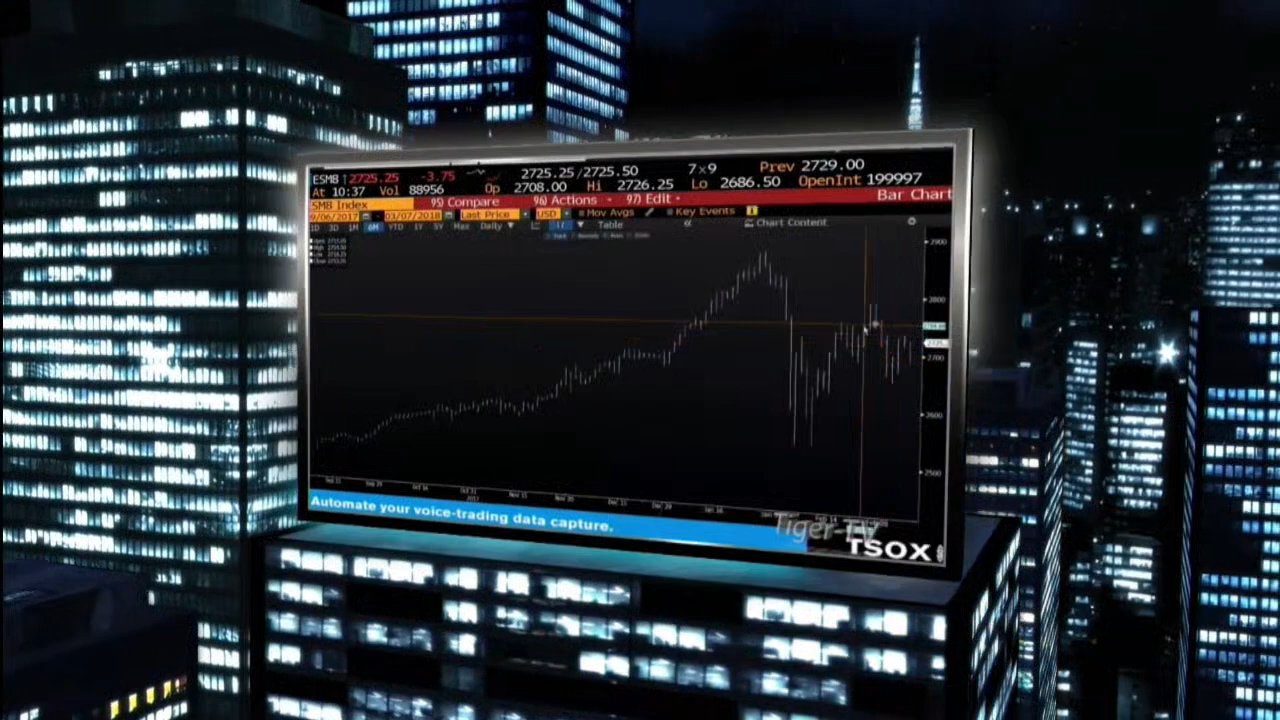 ESM8 ↑2725.25 -3.75 2725.25/2725.50 7×9 Prev 2729.00
At 10:37 Vol 88956 Op 2708.00 Hi 2726.25 Lo 2686.50 OpenInt 199997
SM8 Index 95) Compare 96) Actions 97) Edit Bar Chart
9/06/2017 03/07/2018 Last Price USD Mov Avgs Key Events
1D 3D 1M 6M YTD 1Y 5Y Max Daily ▼ Table « Chart Content
2900
2800
2700
2600
2500
2017
Automate your voice-trading data capture.
Tiger-TV
TSOX